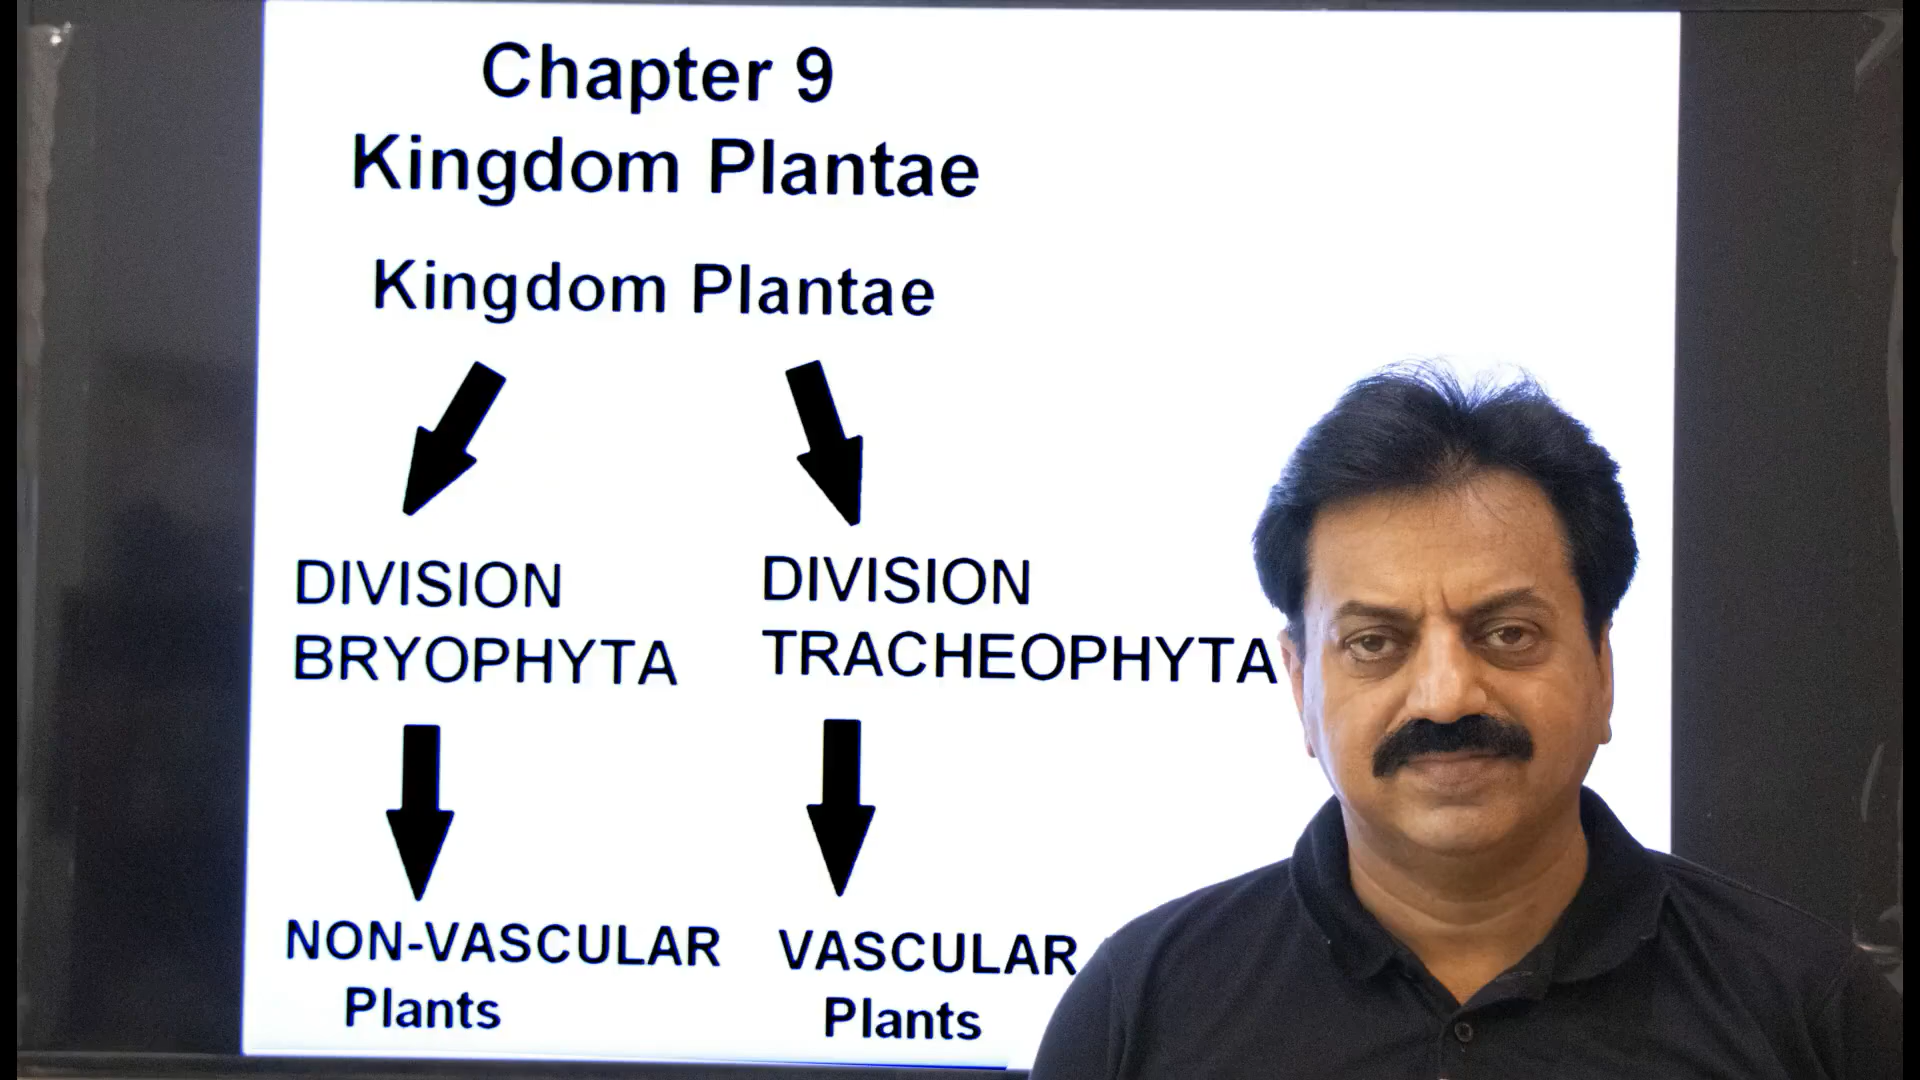 Chapter 9
Kingdom Plantae
Kingdom Plantae
DIVISION
BRYOPHYTA
DIVISION
TRACHEOPHYTA
NON-VASCULAR
Plants
VASCULAR
Plants